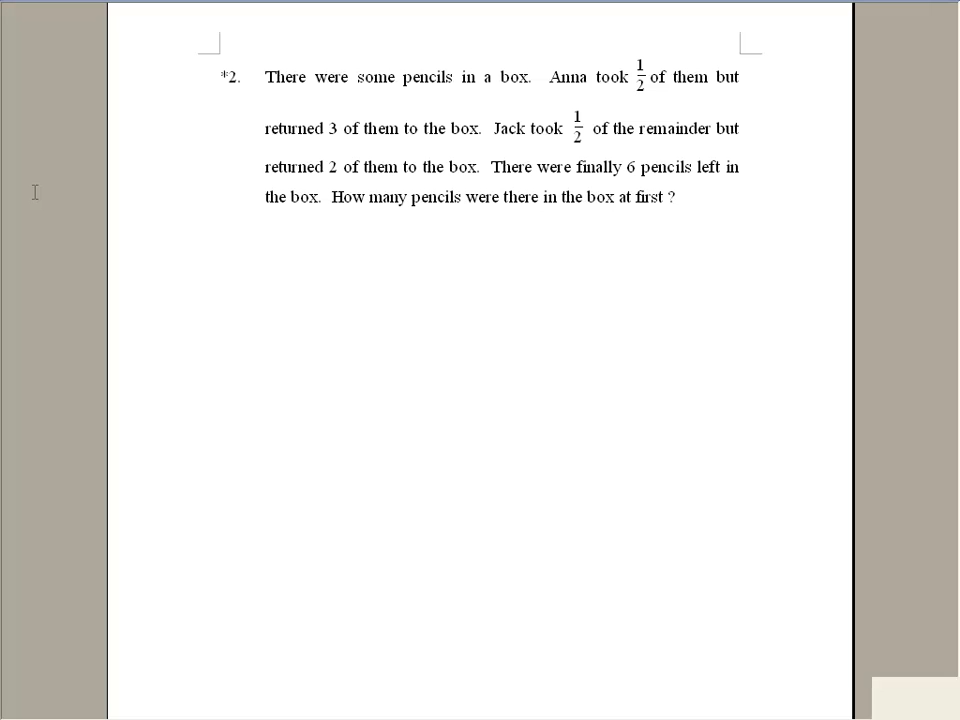 *2. There were some pencils in a box. Anna took 1/2 of them but
returned 3 of them to the box. Jack took 1/2 of the remainder but
returned 2 of them to the box. There were finally 6 pencils left in
the box. How many pencils were there in the box at first ?